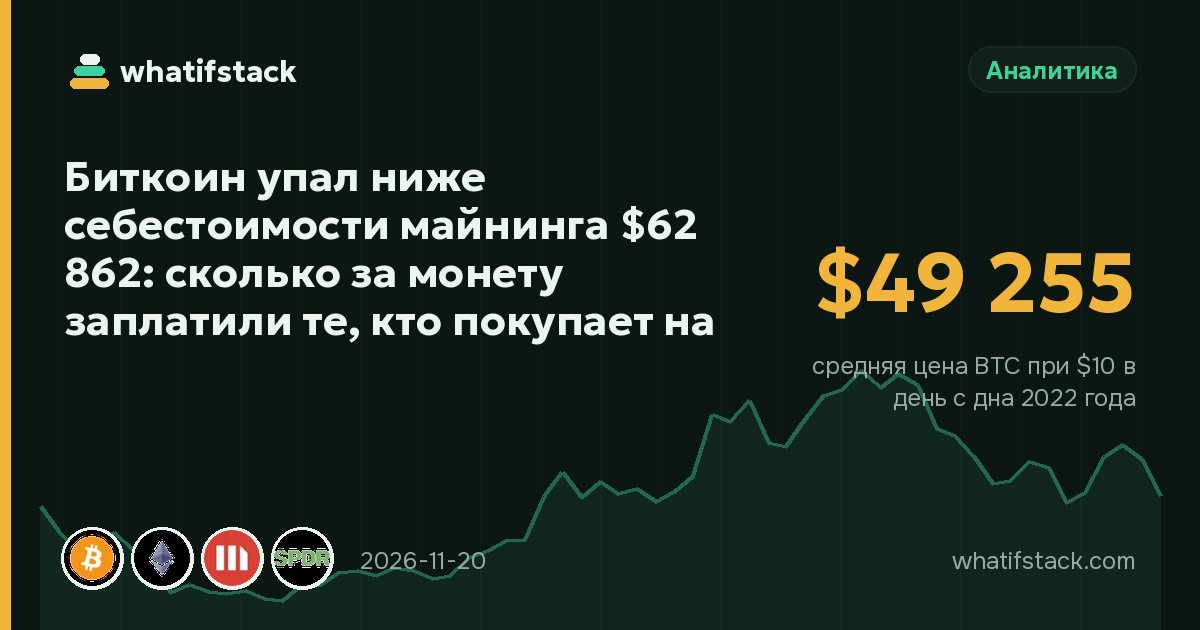 whatifstack
Аналитика
Биткоин упал ниже
себестоимости майнинга $62
862: сколько за монету
заплатили те, кто покупает на
$49 255
средняя цена BTC при $10 в
день с дна 2022 года
SPDR
2026-11-20
whatifstack.com